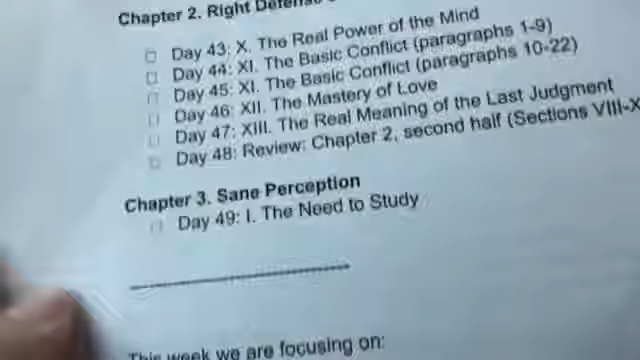 Chapter 2. Right Defense
Day 43: X. The Real Power of the Mind
Day 44: XI. The Basic Conflict (paragraphs 1-9)
Day 45: XI. The Basic Conflict (paragraphs 10-22)
Day 46: XII. The Mastery of Love
Day 47: XIII. The Real Meaning of the Last Judgment
Day 48: Review: Chapter 2, second half (Sections VIII-X
Chapter 3. Sane Perception
Day 49: I. The Need to Study
This week we are focusing on: